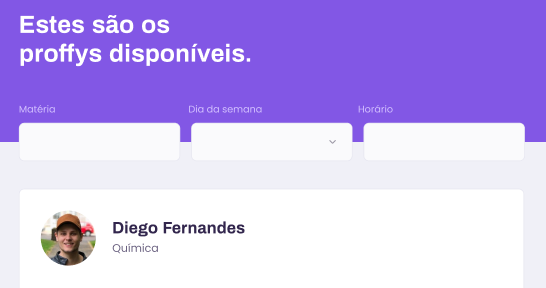 Estes são os
proffys disponíveis.
Matéria
Dia da semana
Horário
Diego Fernandes
Química